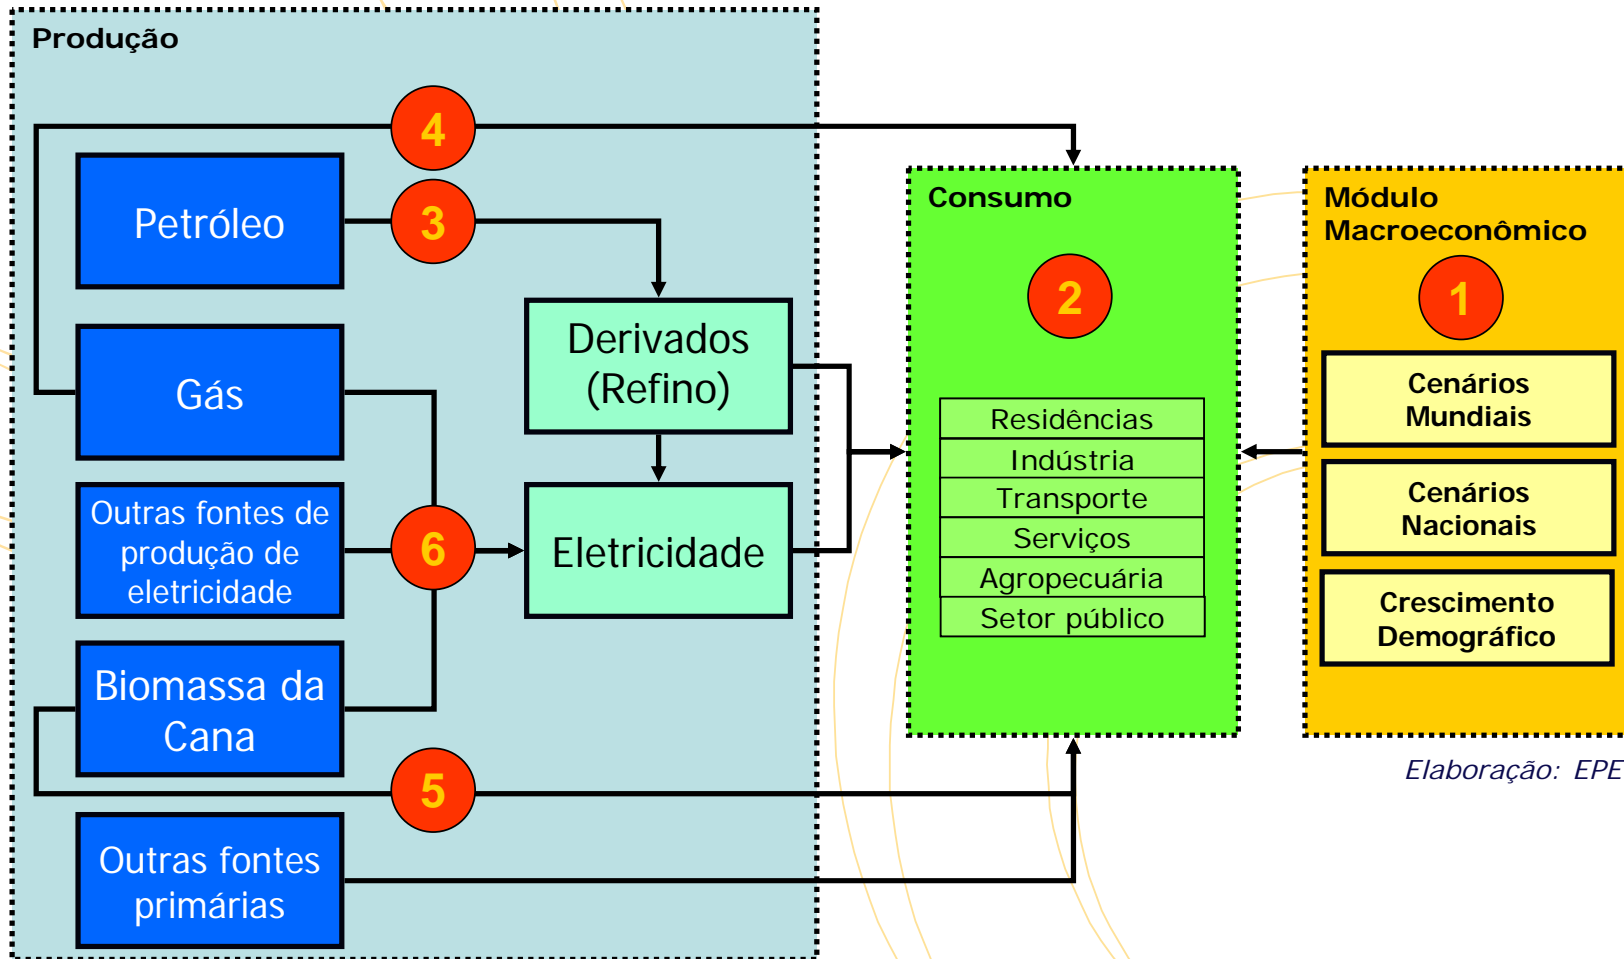 Produção
4
Petróleo
3
Derivados
(Refino)
Gás
Outras fontes de
produção de
eletricidade
6
Eletricidade
Biomassa da
Cana
5
Outras fontes
primárias
Consumo
2
Residências
Indústria
Transporte
Serviços
Agropecuária
Setor público
Módulo
Macroeconômico
1
Cenários
Mundiais
Cenários
Nacionais
Crescimento
Demográfico
Elaboração: EPE